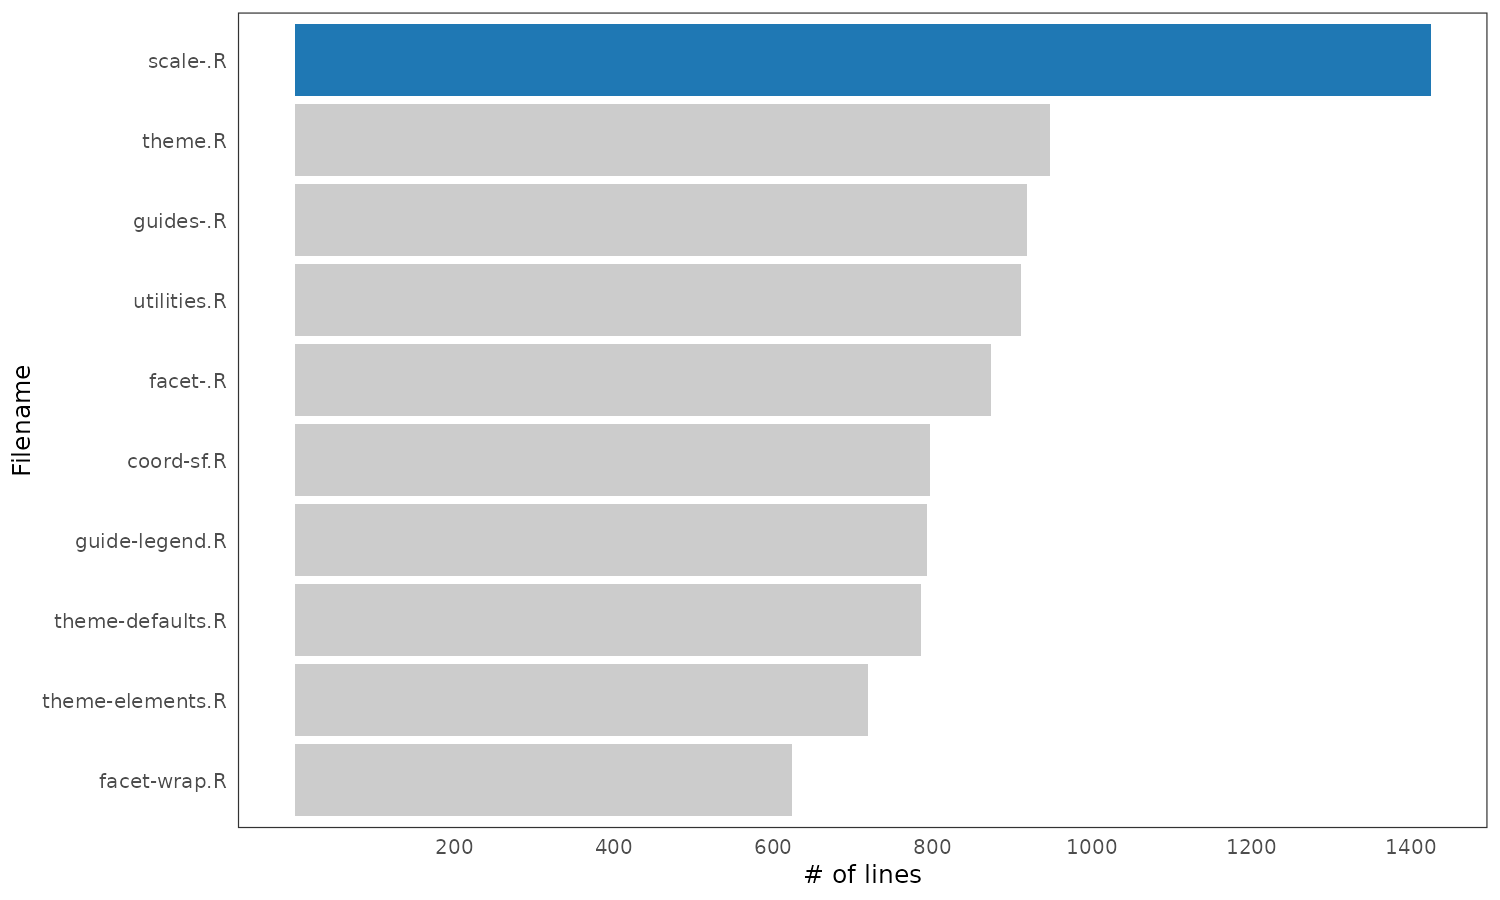 scale-.R
theme.R
guides-.R
utilities.R
facet-.R
coord-sf.R
guide-legend.R
theme-defaults.R
theme-elements.R
facet-wrap.R
Filename
200 400 600 800 1000 1200 1400
# of lines